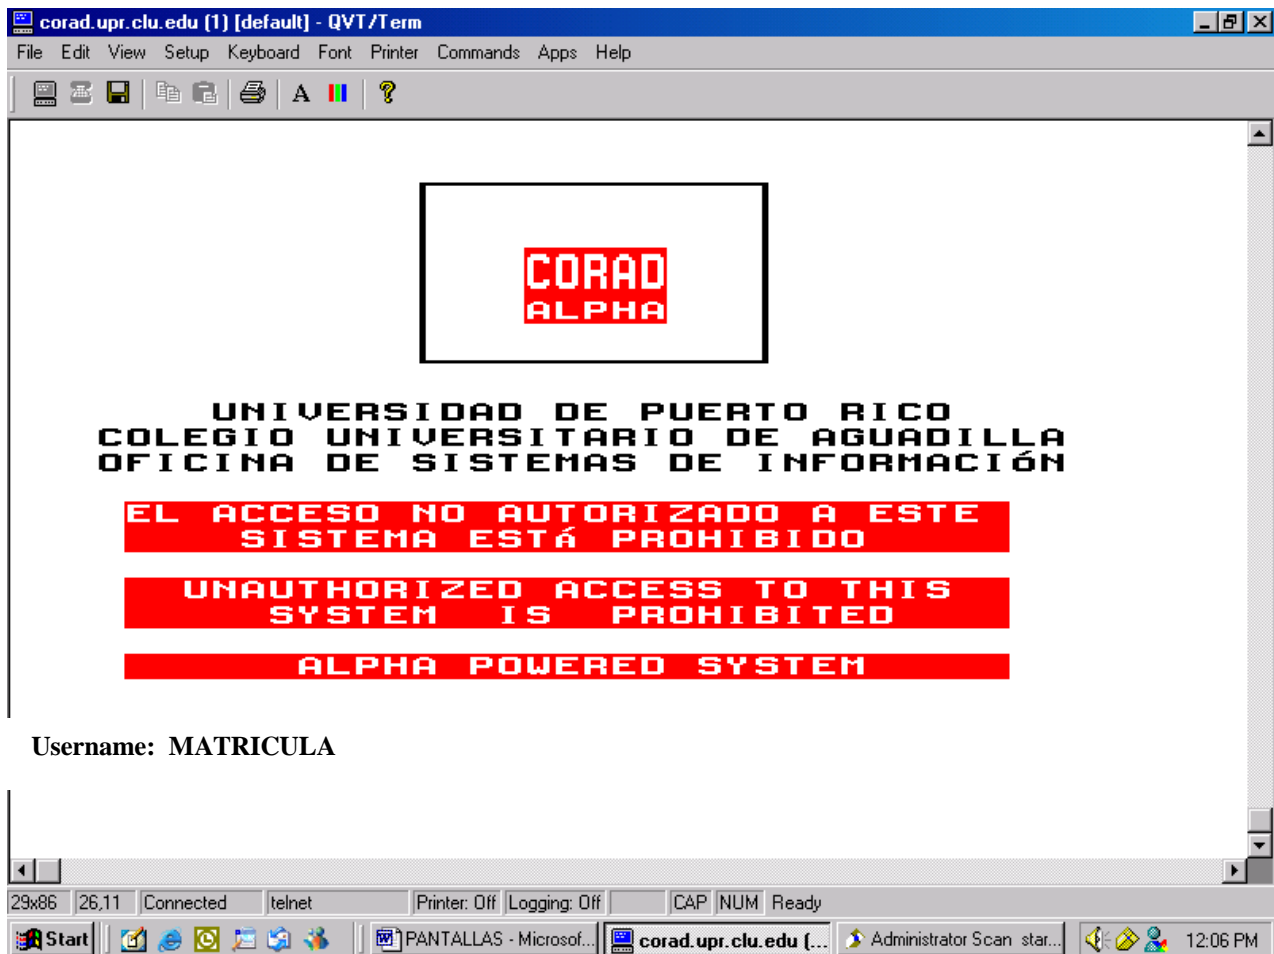 corad.upr.clu.edu (1) [default] - QVT/Term
File Edit View Setup Keyboard Font Printer Commands Apps Help
CORAD
ALPHA
UNIVERSIDAD DE PUERTO RICO
COLEGIO UNIVERSITARIO DE AGUADILLA
OFICINA DE SISTEMAS DE INFORMACIóN
EL ACCESO NO AUTORIZADO A ESTE
SISTEMA ESTÁ PROHIBIDO
UNAUTHORIZED ACCESS TO THIS
SYSTEM IS PROHIBITED
ALPHA POWERED SYSTEM
Username: MATRICULA
29x86 26,11 Connected telnet Printer: Off Logging: Off CAP NUM Ready
Start PANTALLAS - Microsof... corad.upr.clu.edu (... Administrator Scan star... 12:06 PM